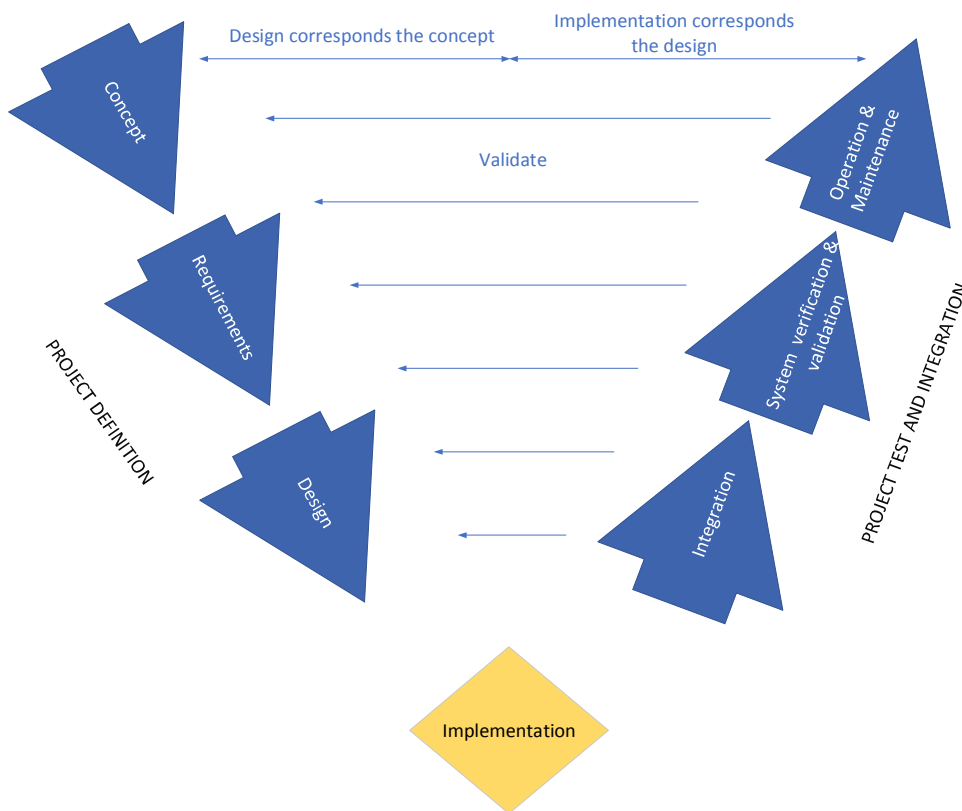 Design corresponds the concept
Implementation corresponds
the design
Concept
Operation &
Maintenance
Validate
Requirements
System verification &
validation
PROJECT DEFINITION
PROJECT TEST AND INTEGRATION
Design
Integration
Implementation